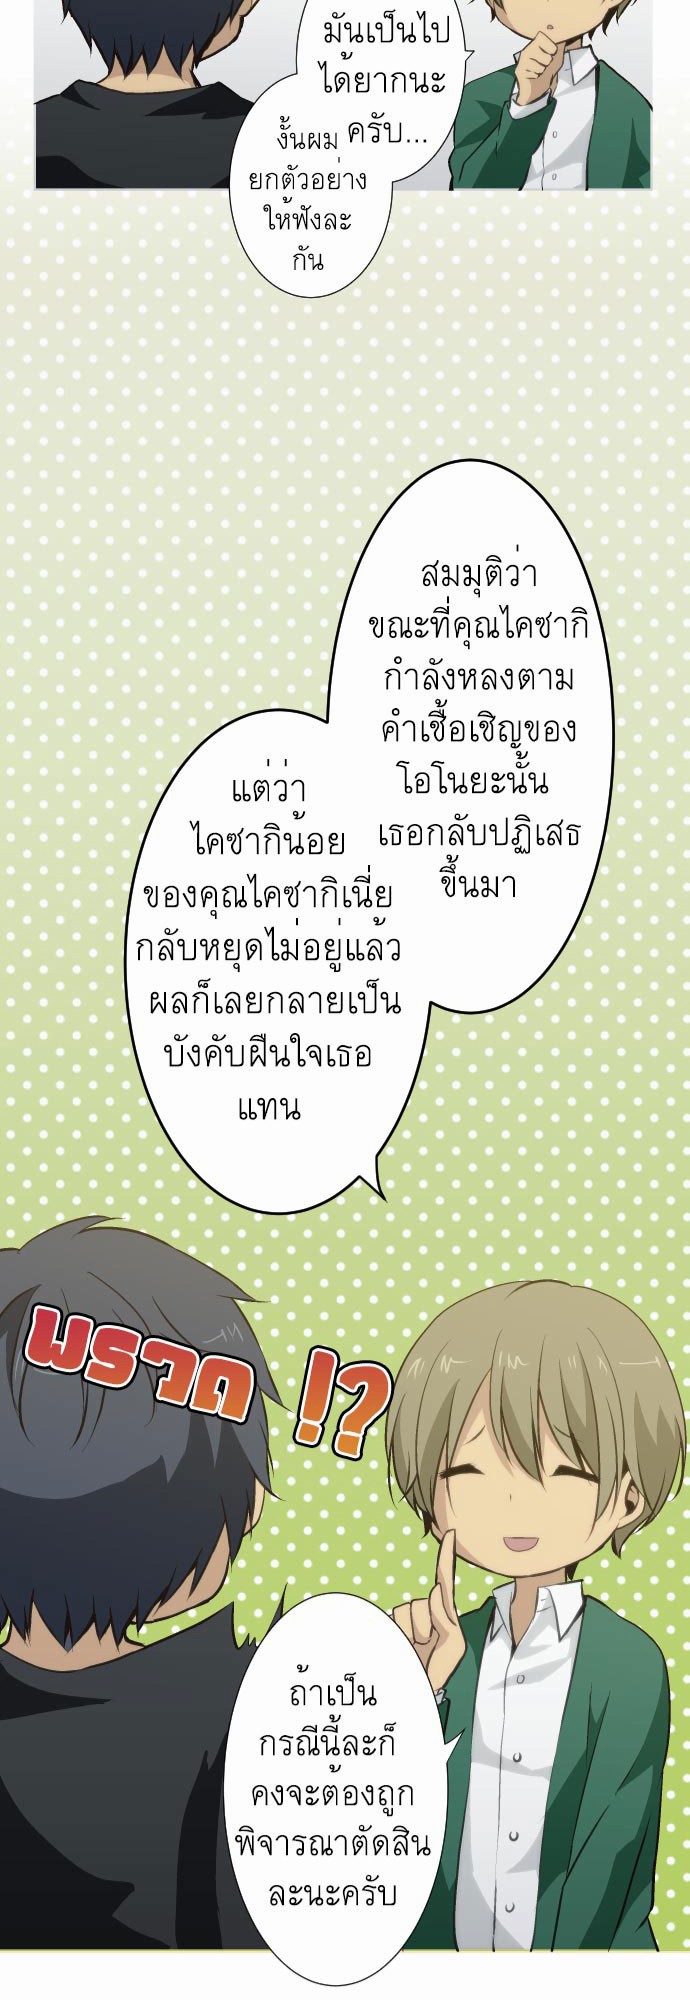 มันเป็นไป
ได้ยากนะ
ครับ...
งั้นผม
ยกตัวอย่าง
ให้ฟังละ
กัน
สมมุติว่า
ขณะที่คุณไคซากิ
กำลังหลงตาม
คำเชื้อเชิญของ
โอโนยะนั้น
เธอกลับปฏิเสธ
ขึ้นมา
แต่ว่า
ไคซากิน้อย
ของคุณไคซากิเนี่ย
กลับหยุดไม่อยู่แล้ว
ผลก็เลยกลายเป็น
บังคับฝืนใจเธอ
แทน
พรวด !?
ถ้าเป็น
กรณีนี้ละก็
คงจะต้องถูก
พิจารณาตัดสิน
ละนะครับ